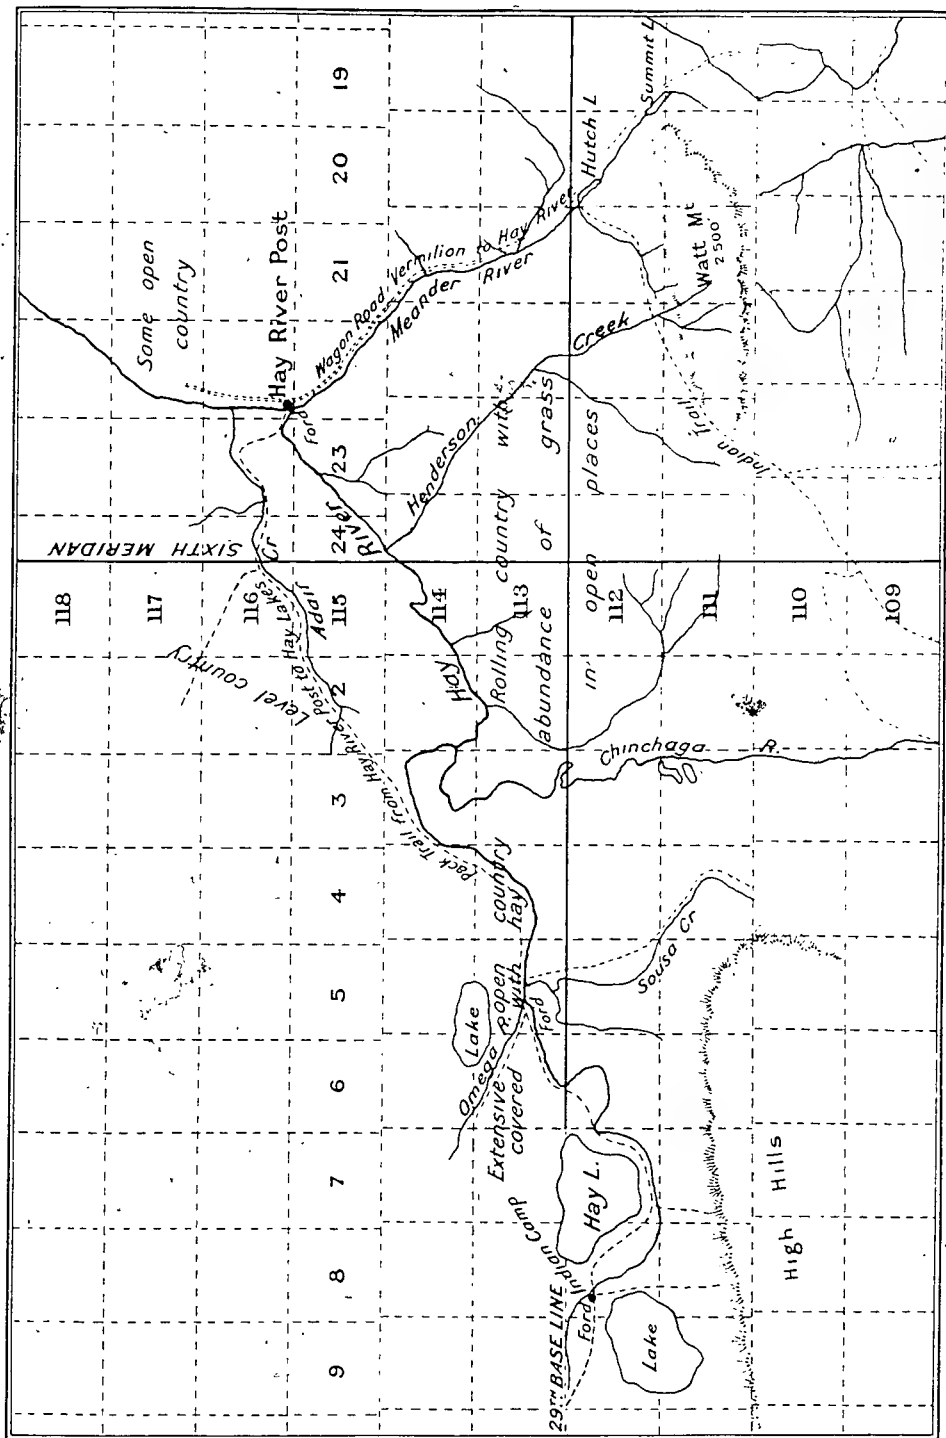 19
20
21
23
24
2
3
4
5
6
7
8
9
118
117
116
115
114
113
112
111
110
109
SIXTH MERIDAN
Some open
country
Hay River Post
Ford
Wagon Road Vermilion to Hay River
Meander River
Hutch L
Summit L
Watt Mt
2500
Henderson Creek
Indian Trail
Hay River
Adair Cr
Pack Trail from Hay River Post to Hay Lakes
Level country
Rolling country with
abundance of grass
in open places
Chinchaga R.
Sousa Cr
Ford
Omega R.
Lake
Extensive open country
covered with hay
Hay L.
Indian Camp
Ford
29TH BASE LINE
Lake
High Hills